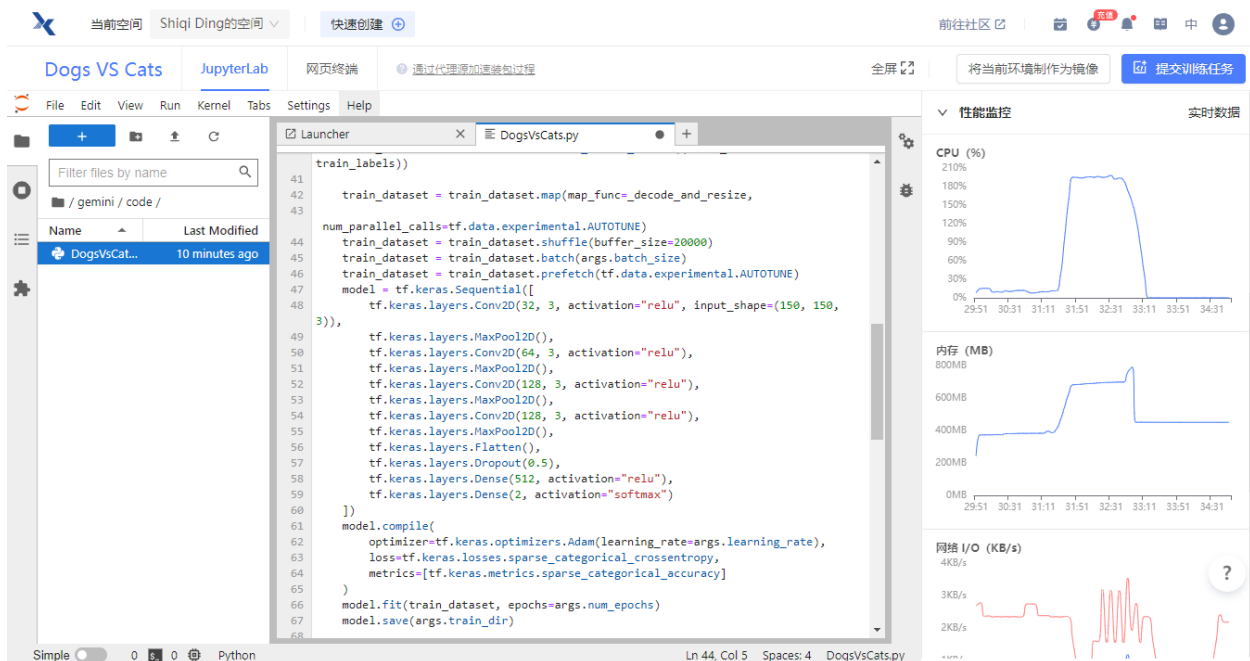 当前空间 Shiqi Ding的空间 快速创建 前往社区 充值 中
Dogs VS Cats JupyterLab 网页终端 通过代理源加速装包过程 全屏 将当前环境制作为镜像 提交训练任务
File Edit View Run Kernel Tabs Settings Help
Launcher DogsVsCats.py
Filter files by name
/ gemini / code /
Name Last Modified
DogsVsCat... 10 minutes ago
train_labels))
41
42 train_dataset = train_dataset.map(map_func=_decode_and_resize,
43
num_parallel_calls=tf.data.experimental.AUTOTUNE)
44 train_dataset = train_dataset.shuffle(buffer_size=20000)
45 train_dataset = train_dataset.batch(args.batch_size)
46 train_dataset = train_dataset.prefetch(tf.data.experimental.AUTOTUNE)
47 model = tf.keras.Sequential([
48 tf.keras.layers.Conv2D(32, 3, activation="relu", input_shape=(150, 150,
3)),
49 tf.keras.layers.MaxPool2D(),
50 tf.keras.layers.Conv2D(64, 3, activation="relu"),
51 tf.keras.layers.MaxPool2D(),
52 tf.keras.layers.Conv2D(128, 3, activation="relu"),
53 tf.keras.layers.MaxPool2D(),
54 tf.keras.layers.Conv2D(128, 3, activation="relu"),
55 tf.keras.layers.MaxPool2D(),
56 tf.keras.layers.Flatten(),
57 tf.keras.layers.Dropout(0.5),
58 tf.keras.layers.Dense(512, activation="relu"),
59 tf.keras.layers.Dense(2, activation="softmax")
60 ])
61 model.compile(
62 optimizer=tf.keras.optimizers.Adam(learning_rate=args.learning_rate),
63 loss=tf.keras.losses.sparse_categorical_crossentropy,
64 metrics=[tf.keras.metrics.sparse_categorical_accuracy]
65 )
66 model.fit(train_dataset, epochs=args.num_epochs)
67 model.save(args.train_dir)
68
Simple 0 0 Python Ln 44, Col 5 Spaces: 4 DogsVsCats.py
性能监控 实时数据
CPU (%)
210%
180%
150%
120%
90%
60%
30%
0%
29:51 30:31 31:11 31:51 32:31 33:11 33:51 34:31
内存 (MB)
800MB
600MB
400MB
200MB
0MB
29:51 30:31 31:11 31:51 32:31 33:11 33:51 34:31
网络 I/O (KB/s)
4KB/s
3KB/s
2KB/s
?